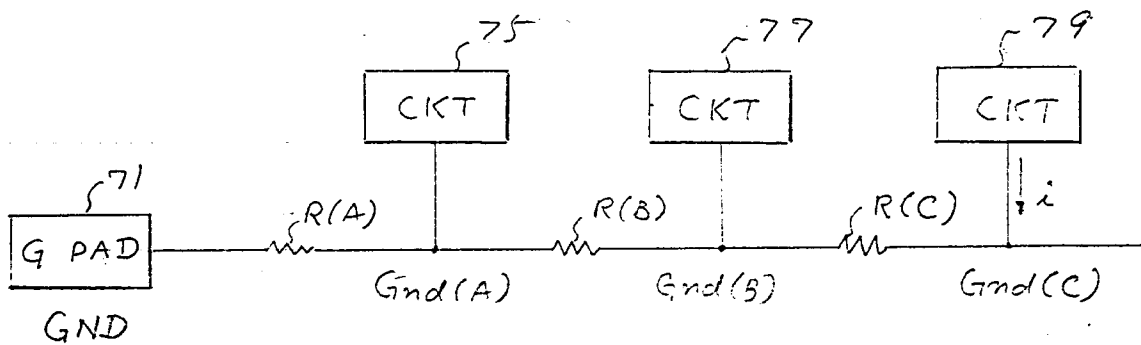 75
77
79
CKT
CKT
CKT
71
R(A)
R(B)
R(C)
i
G PAD
Gnd(A)
Gnd(B)
Gnd(C)
GND